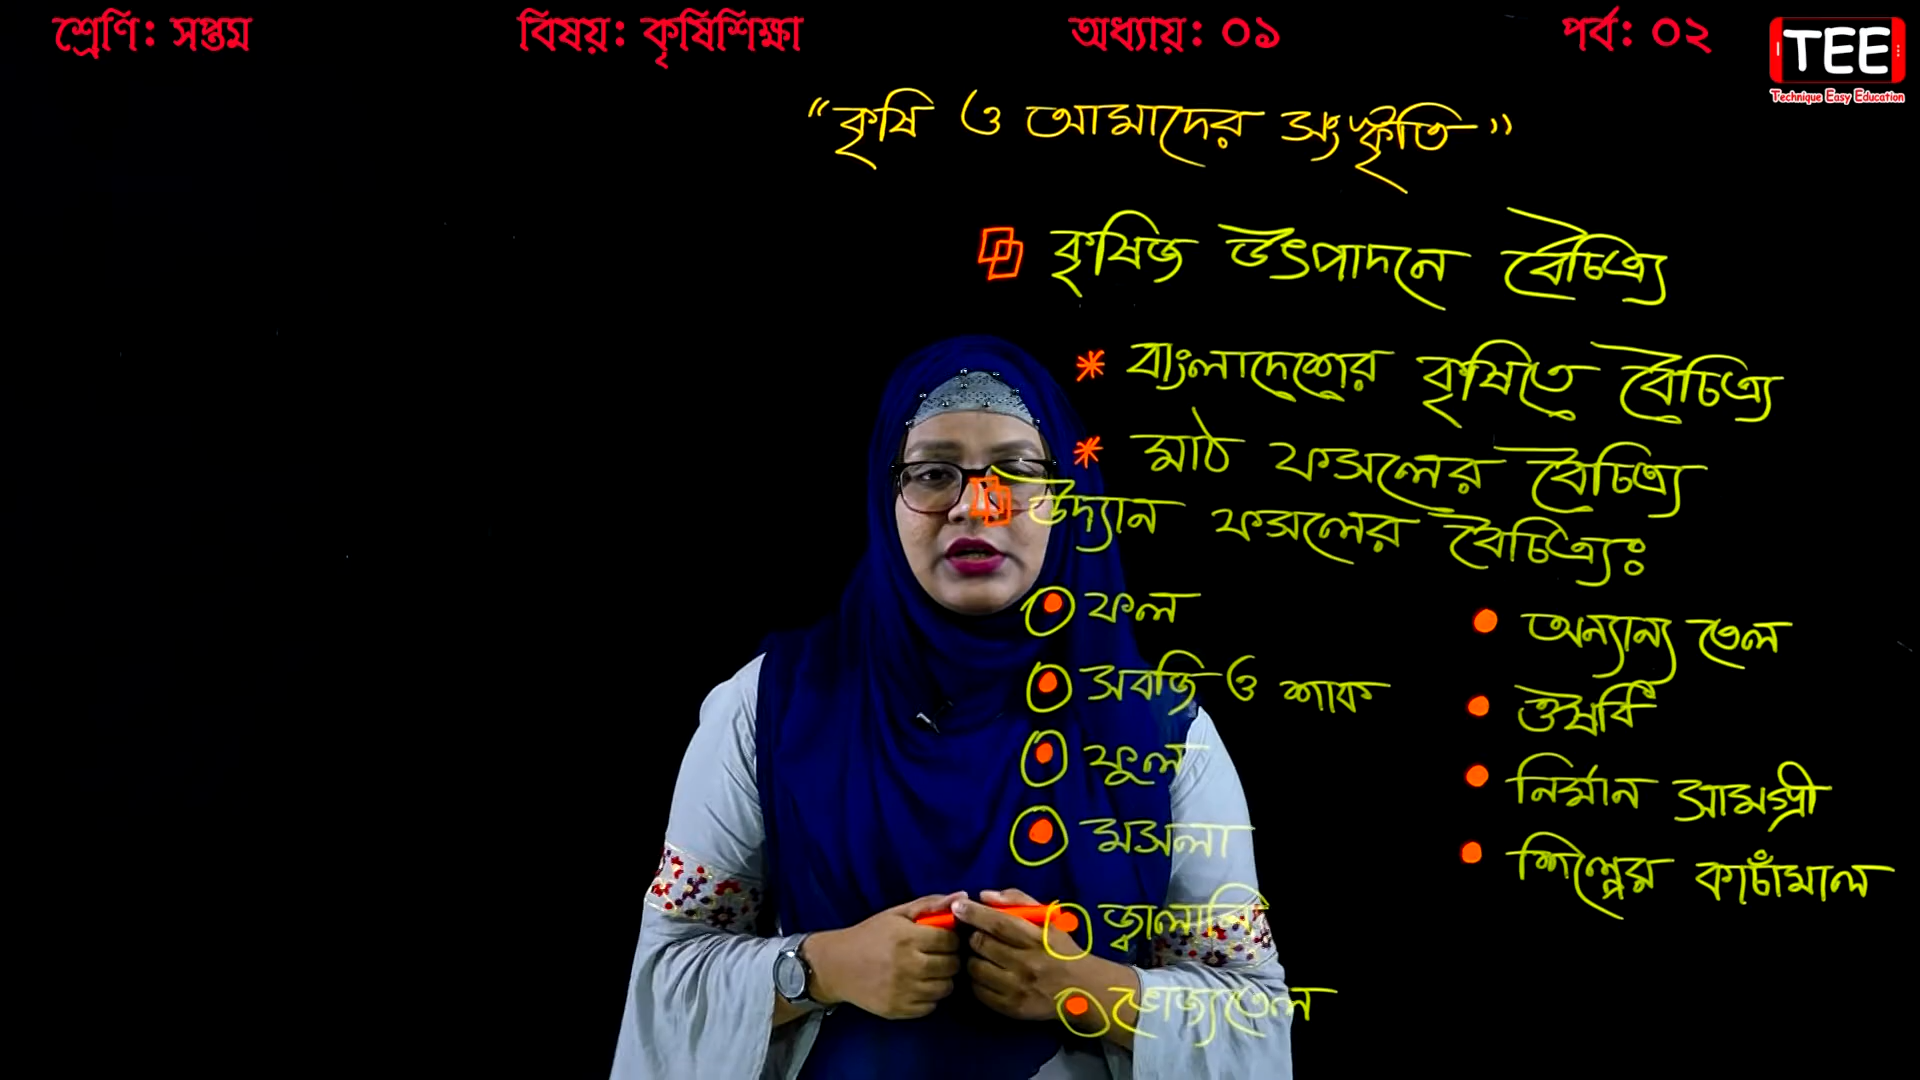 শ্রেণি: সপ্তম বিষয়: কৃষিশিক্ষা অধ্যায়: ০১ পর্ব: ০২
TEE
Technique Easy Education
"কৃষি ও আমাদের সংস্কৃতি"
কৃষিজ উৎপাদনে বৈচিত্র্য
* বাংলাদেশের কৃষিতে বৈচিত্র্য
* মাঠ ফসলের বৈচিত্র্য
উদ্যান ফসলের বৈচিত্র্যঃ
ফল
সবজি ও শাক
ফুল
মসলা
জ্বালানি
ভোজ্যতেল
অন্যান্য তেল
ঔষধি
নির্মান সামগ্রী
শিল্পের কাচাঁমাল